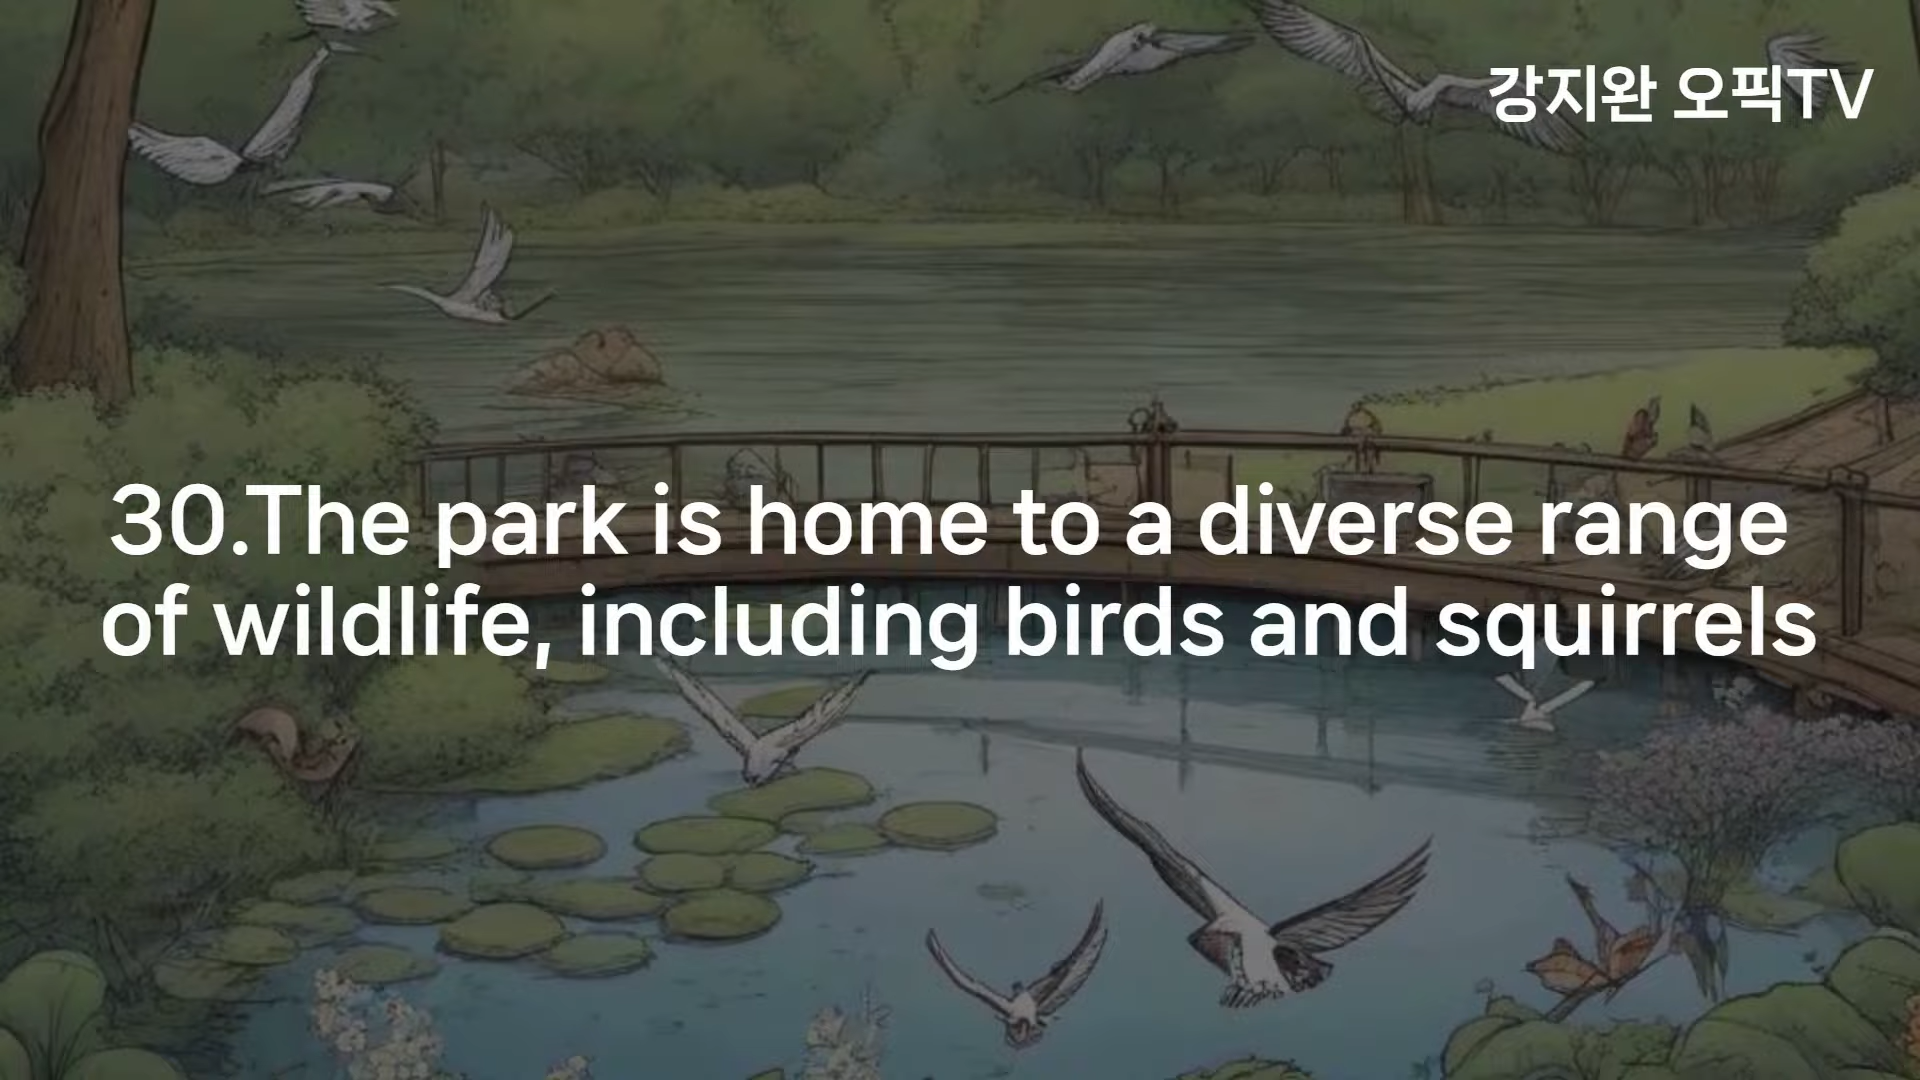 강지완 오픽TV
30.The park is home to a diverse range
of wildlife, including birds and squirrels